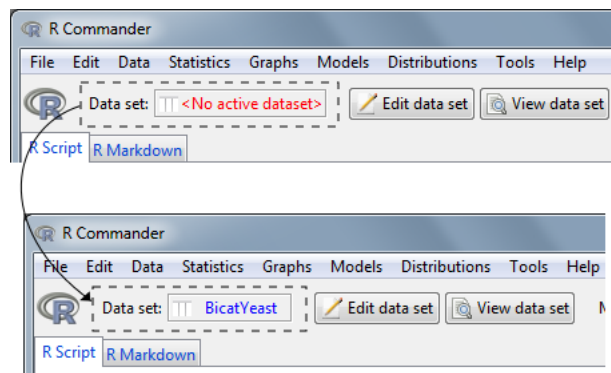 R Commander
File Edit Data Statistics Graphs Models Distributions Tools Help
R Data set: <No active dataset> Edit data set View data set
R Script R Markdown
R Commander
File Edit Data Statistics Graphs Models Distributions Tools Help
R Data set: BicatYeast Edit data set View data set
R Script R Markdown